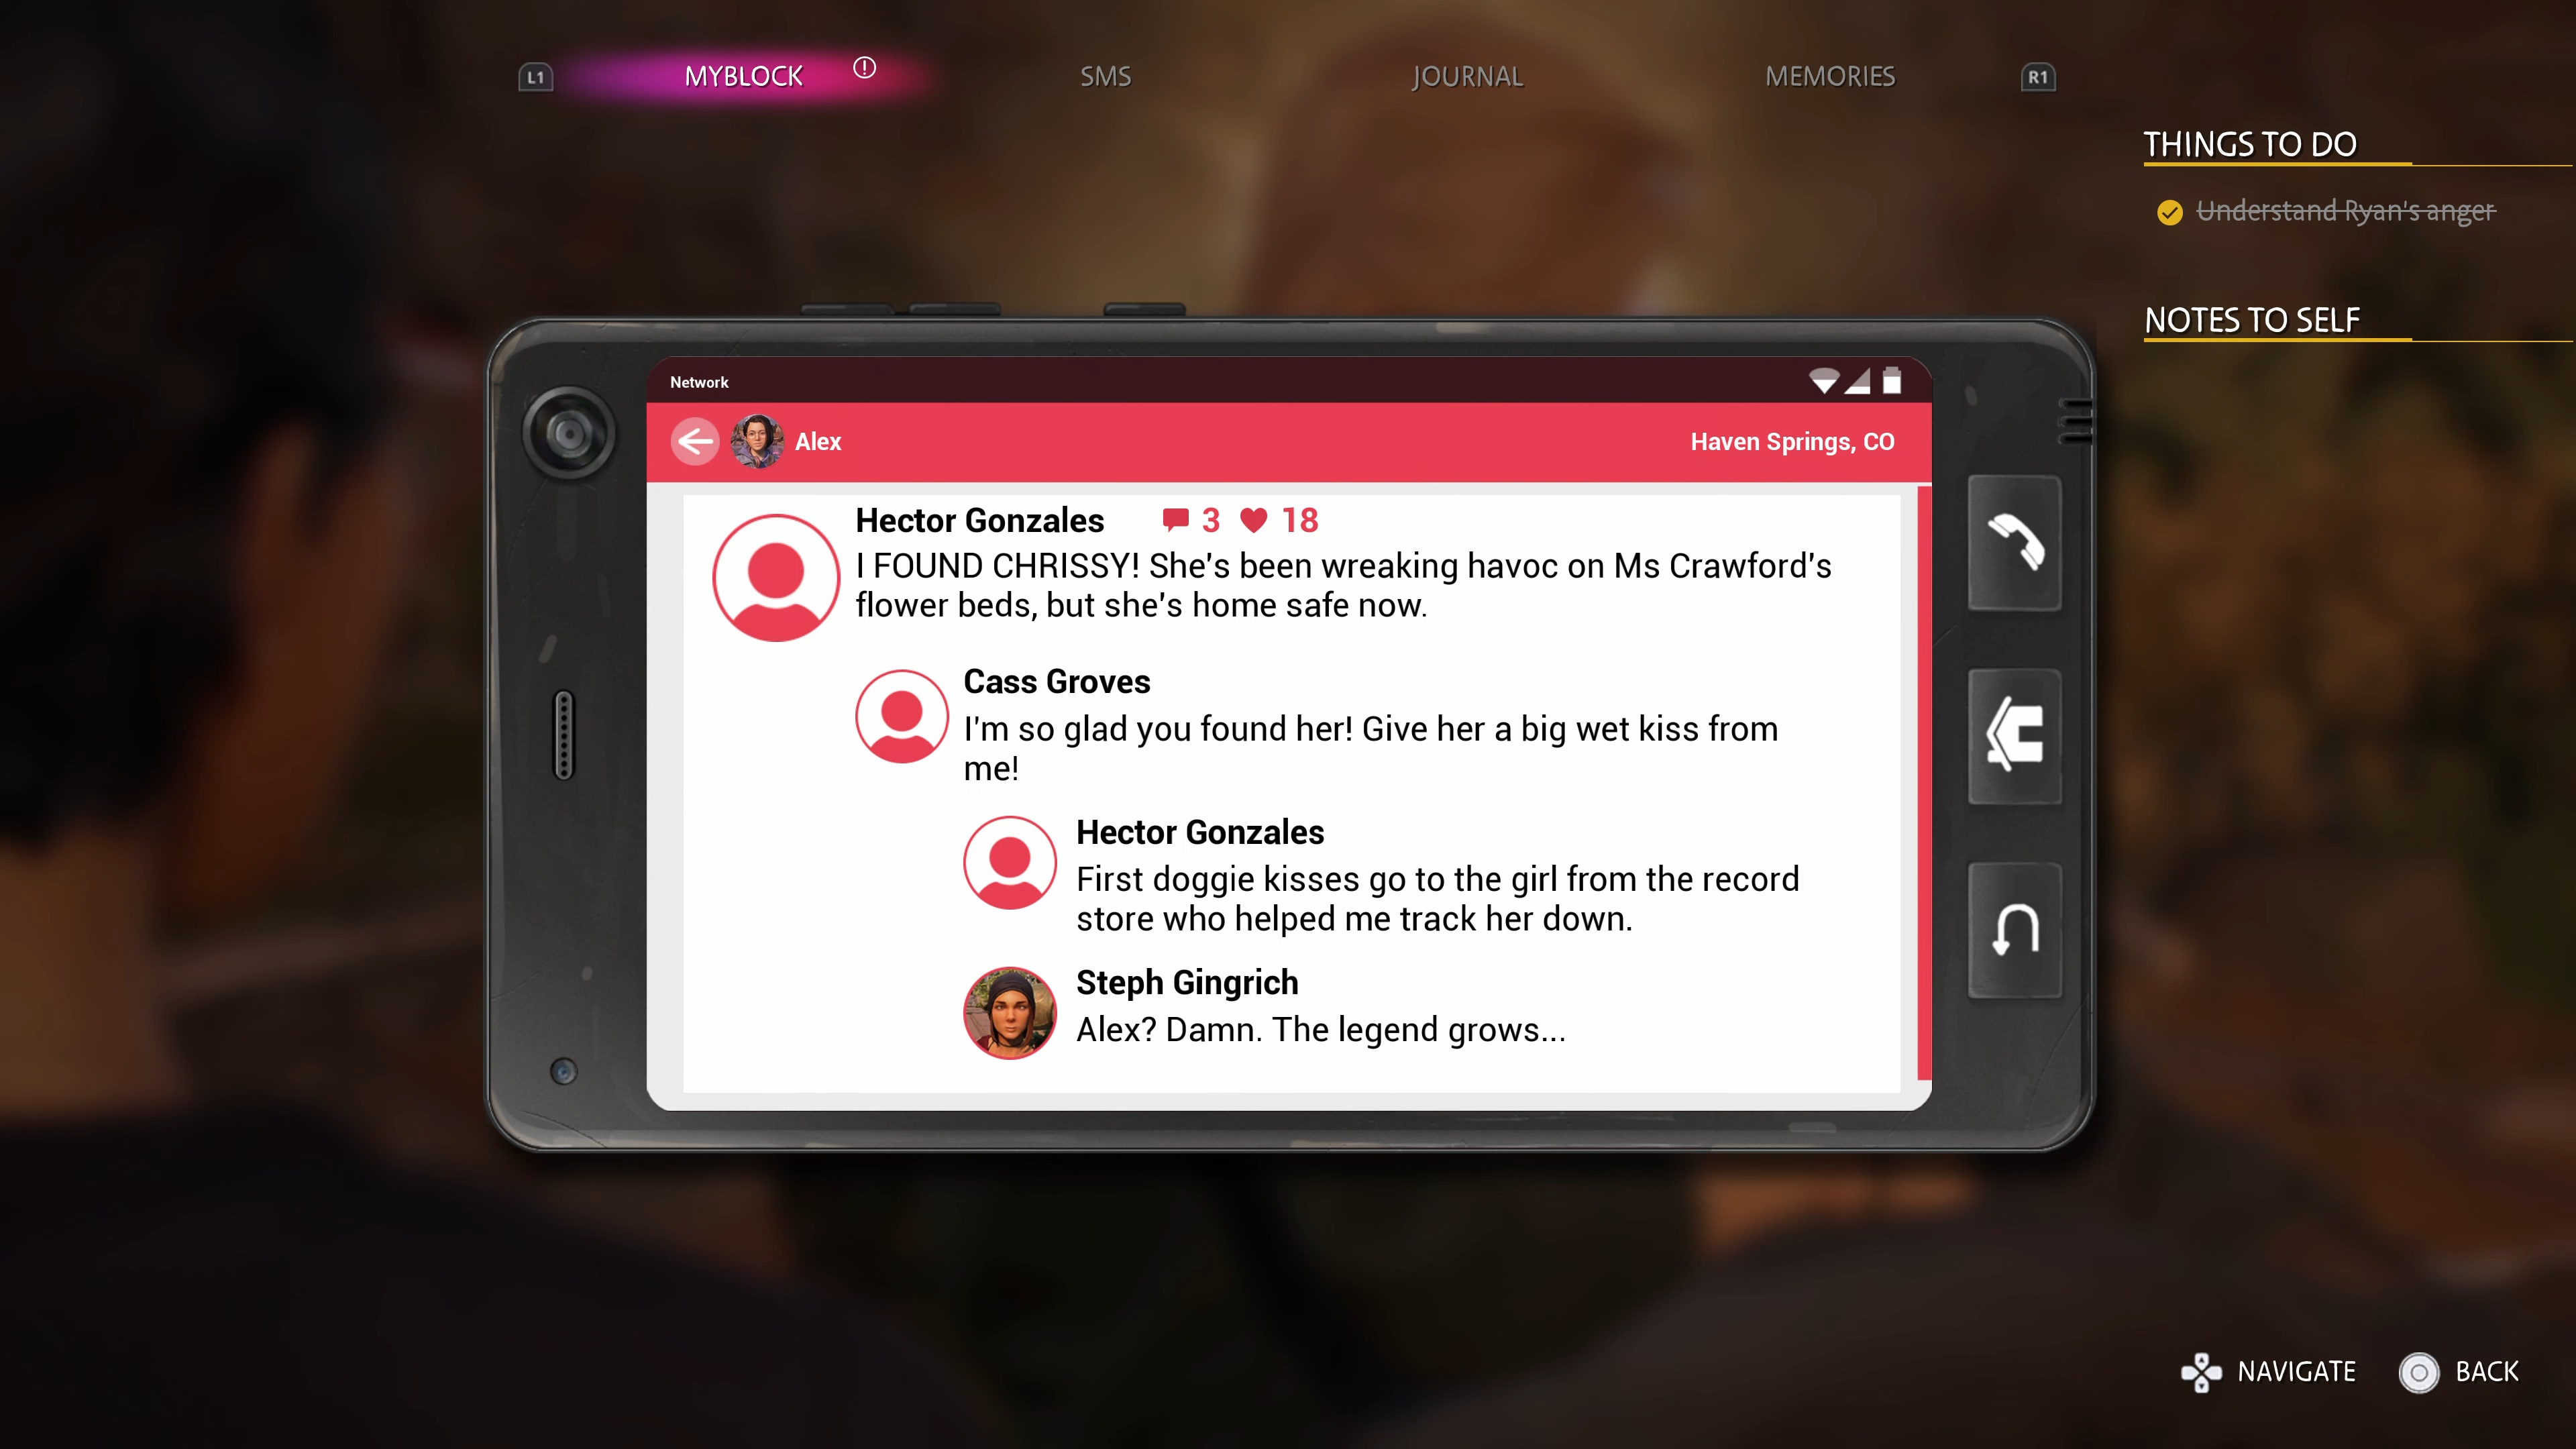 L1
MYBLOCK
SMS
JOURNAL
MEMORIES
R1
THINGS TO DO
Understand Ryan's anger
NOTES TO SELF
Network
Alex
Haven Springs, CO
Hector Gonzales 3 18
I FOUND CHRISSY! She's been wreaking havoc on Ms Crawford's
flower beds, but she's home safe now.
Cass Groves
I'm so glad you found her! Give her a big wet kiss from
me!
Hector Gonzales
First doggie kisses go to the girl from the record
store who helped me track her down.
Steph Gingrich
Alex? Damn. The legend grows...
NAVIGATE
BACK